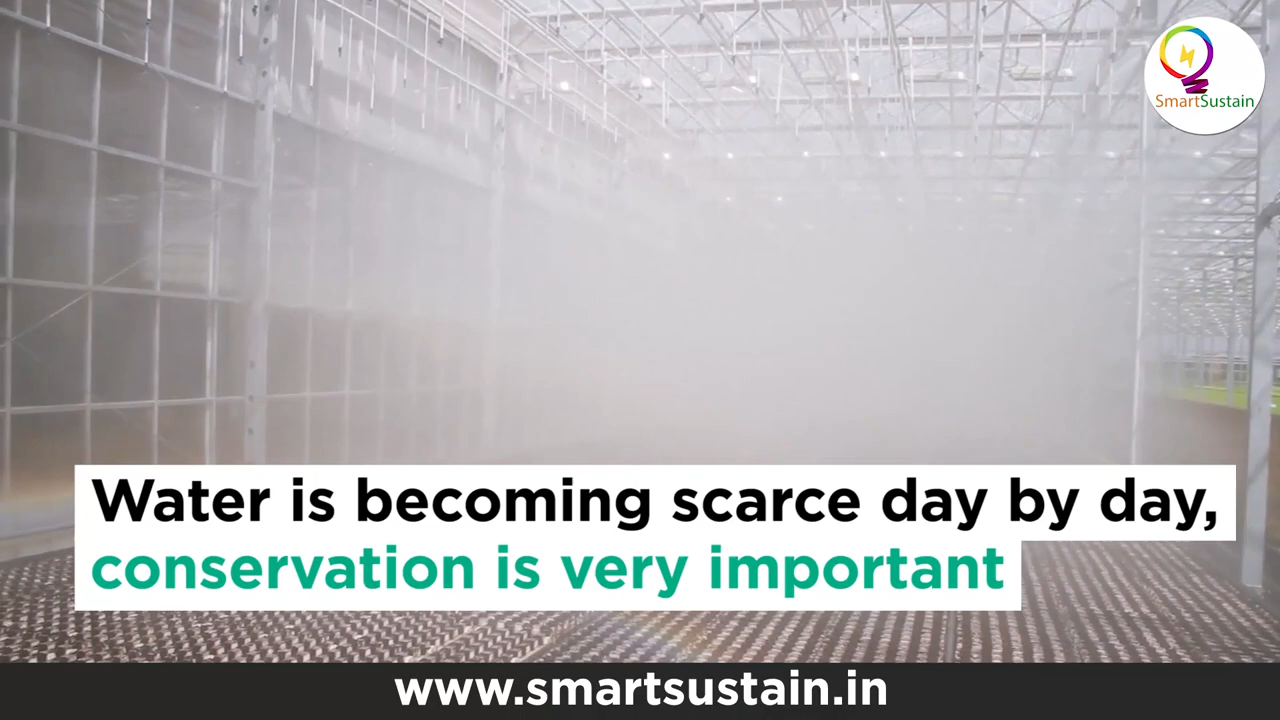 SmartSustain
Water is becoming scarce day by day,
conservation is very important
www.smartsustain.in